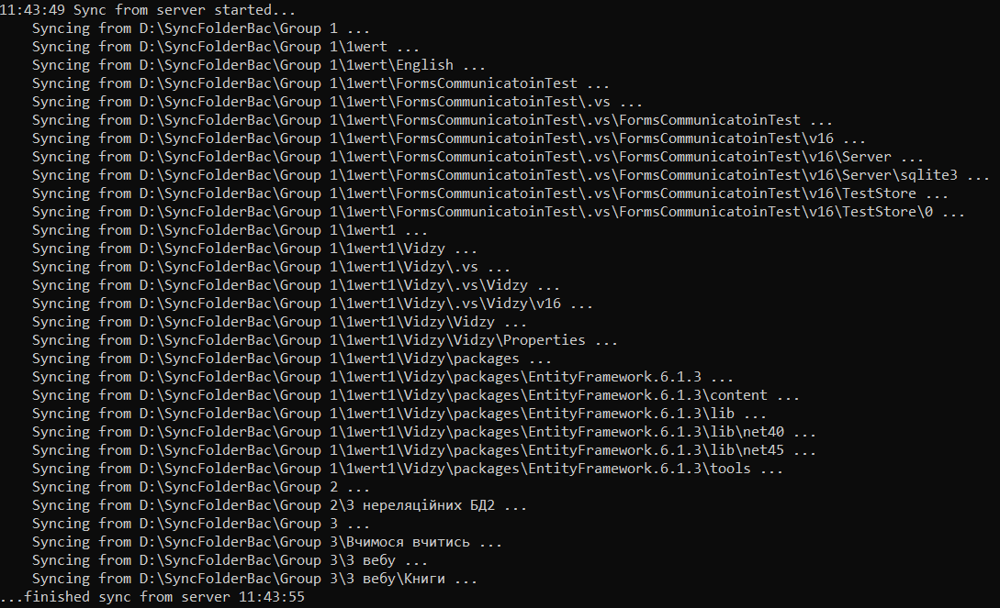 11:43:49 Sync from server started...
Syncing from D:\SyncFolderBac\Group 1 ...
Syncing from D:\SyncFolderBac\Group 1\1wert ...
Syncing from D:\SyncFolderBac\Group 1\1wert\English ...
Syncing from D:\SyncFolderBac\Group 1\1wert\FormsCommunicatoinTest ...
Syncing from D:\SyncFolderBac\Group 1\1wert\FormsCommunicatoinTest\.vs ...
Syncing from D:\SyncFolderBac\Group 1\1wert\FormsCommunicatoinTest\.vs\FormsCommunicatoinTest ...
Syncing from D:\SyncFolderBac\Group 1\1wert\FormsCommunicatoinTest\.vs\FormsCommunicatoinTest\v16 ...
Syncing from D:\SyncFolderBac\Group 1\1wert\FormsCommunicatoinTest\.vs\FormsCommunicatoinTest\v16\Server ...
Syncing from D:\SyncFolderBac\Group 1\1wert\FormsCommunicatoinTest\.vs\FormsCommunicatoinTest\v16\Server\sqlite3 ...
Syncing from D:\SyncFolderBac\Group 1\1wert\FormsCommunicatoinTest\.vs\FormsCommunicatoinTest\v16\TestStore ...
Syncing from D:\SyncFolderBac\Group 1\1wert\FormsCommunicatoinTest\.vs\FormsCommunicatoinTest\v16\TestStore\0 ...
Syncing from D:\SyncFolderBac\Group 1\1wert1 ...
Syncing from D:\SyncFolderBac\Group 1\1wert1\Vidzy ...
Syncing from D:\SyncFolderBac\Group 1\1wert1\Vidzy\.vs ...
Syncing from D:\SyncFolderBac\Group 1\1wert1\Vidzy\.vs\Vidzy ...
Syncing from D:\SyncFolderBac\Group 1\1wert1\Vidzy\.vs\Vidzy\v16 ...
Syncing from D:\SyncFolderBac\Group 1\1wert1\Vidzy\Vidzy ...
Syncing from D:\SyncFolderBac\Group 1\1wert1\Vidzy\Vidzy\Properties ...
Syncing from D:\SyncFolderBac\Group 1\1wert1\Vidzy\packages ...
Syncing from D:\SyncFolderBac\Group 1\1wert1\Vidzy\packages\EntityFramework.6.1.3 ...
Syncing from D:\SyncFolderBac\Group 1\1wert1\Vidzy\packages\EntityFramework.6.1.3\content ...
Syncing from D:\SyncFolderBac\Group 1\1wert1\Vidzy\packages\EntityFramework.6.1.3\lib ...
Syncing from D:\SyncFolderBac\Group 1\1wert1\Vidzy\packages\EntityFramework.6.1.3\lib\net40 ...
Syncing from D:\SyncFolderBac\Group 1\1wert1\Vidzy\packages\EntityFramework.6.1.3\lib\net45 ...
Syncing from D:\SyncFolderBac\Group 1\1wert1\Vidzy\packages\EntityFramework.6.1.3\tools ...
Syncing from D:\SyncFolderBac\Group 2 ...
Syncing from D:\SyncFolderBac\Group 2\З нереляційних БД2 ...
Syncing from D:\SyncFolderBac\Group 3 ...
Syncing from D:\SyncFolderBac\Group 3\Вчимося вчитись ...
Syncing from D:\SyncFolderBac\Group 3\З вебу ...
Syncing from D:\SyncFolderBac\Group 3\З вебу\Книги ...
...finished sync from server 11:43:55